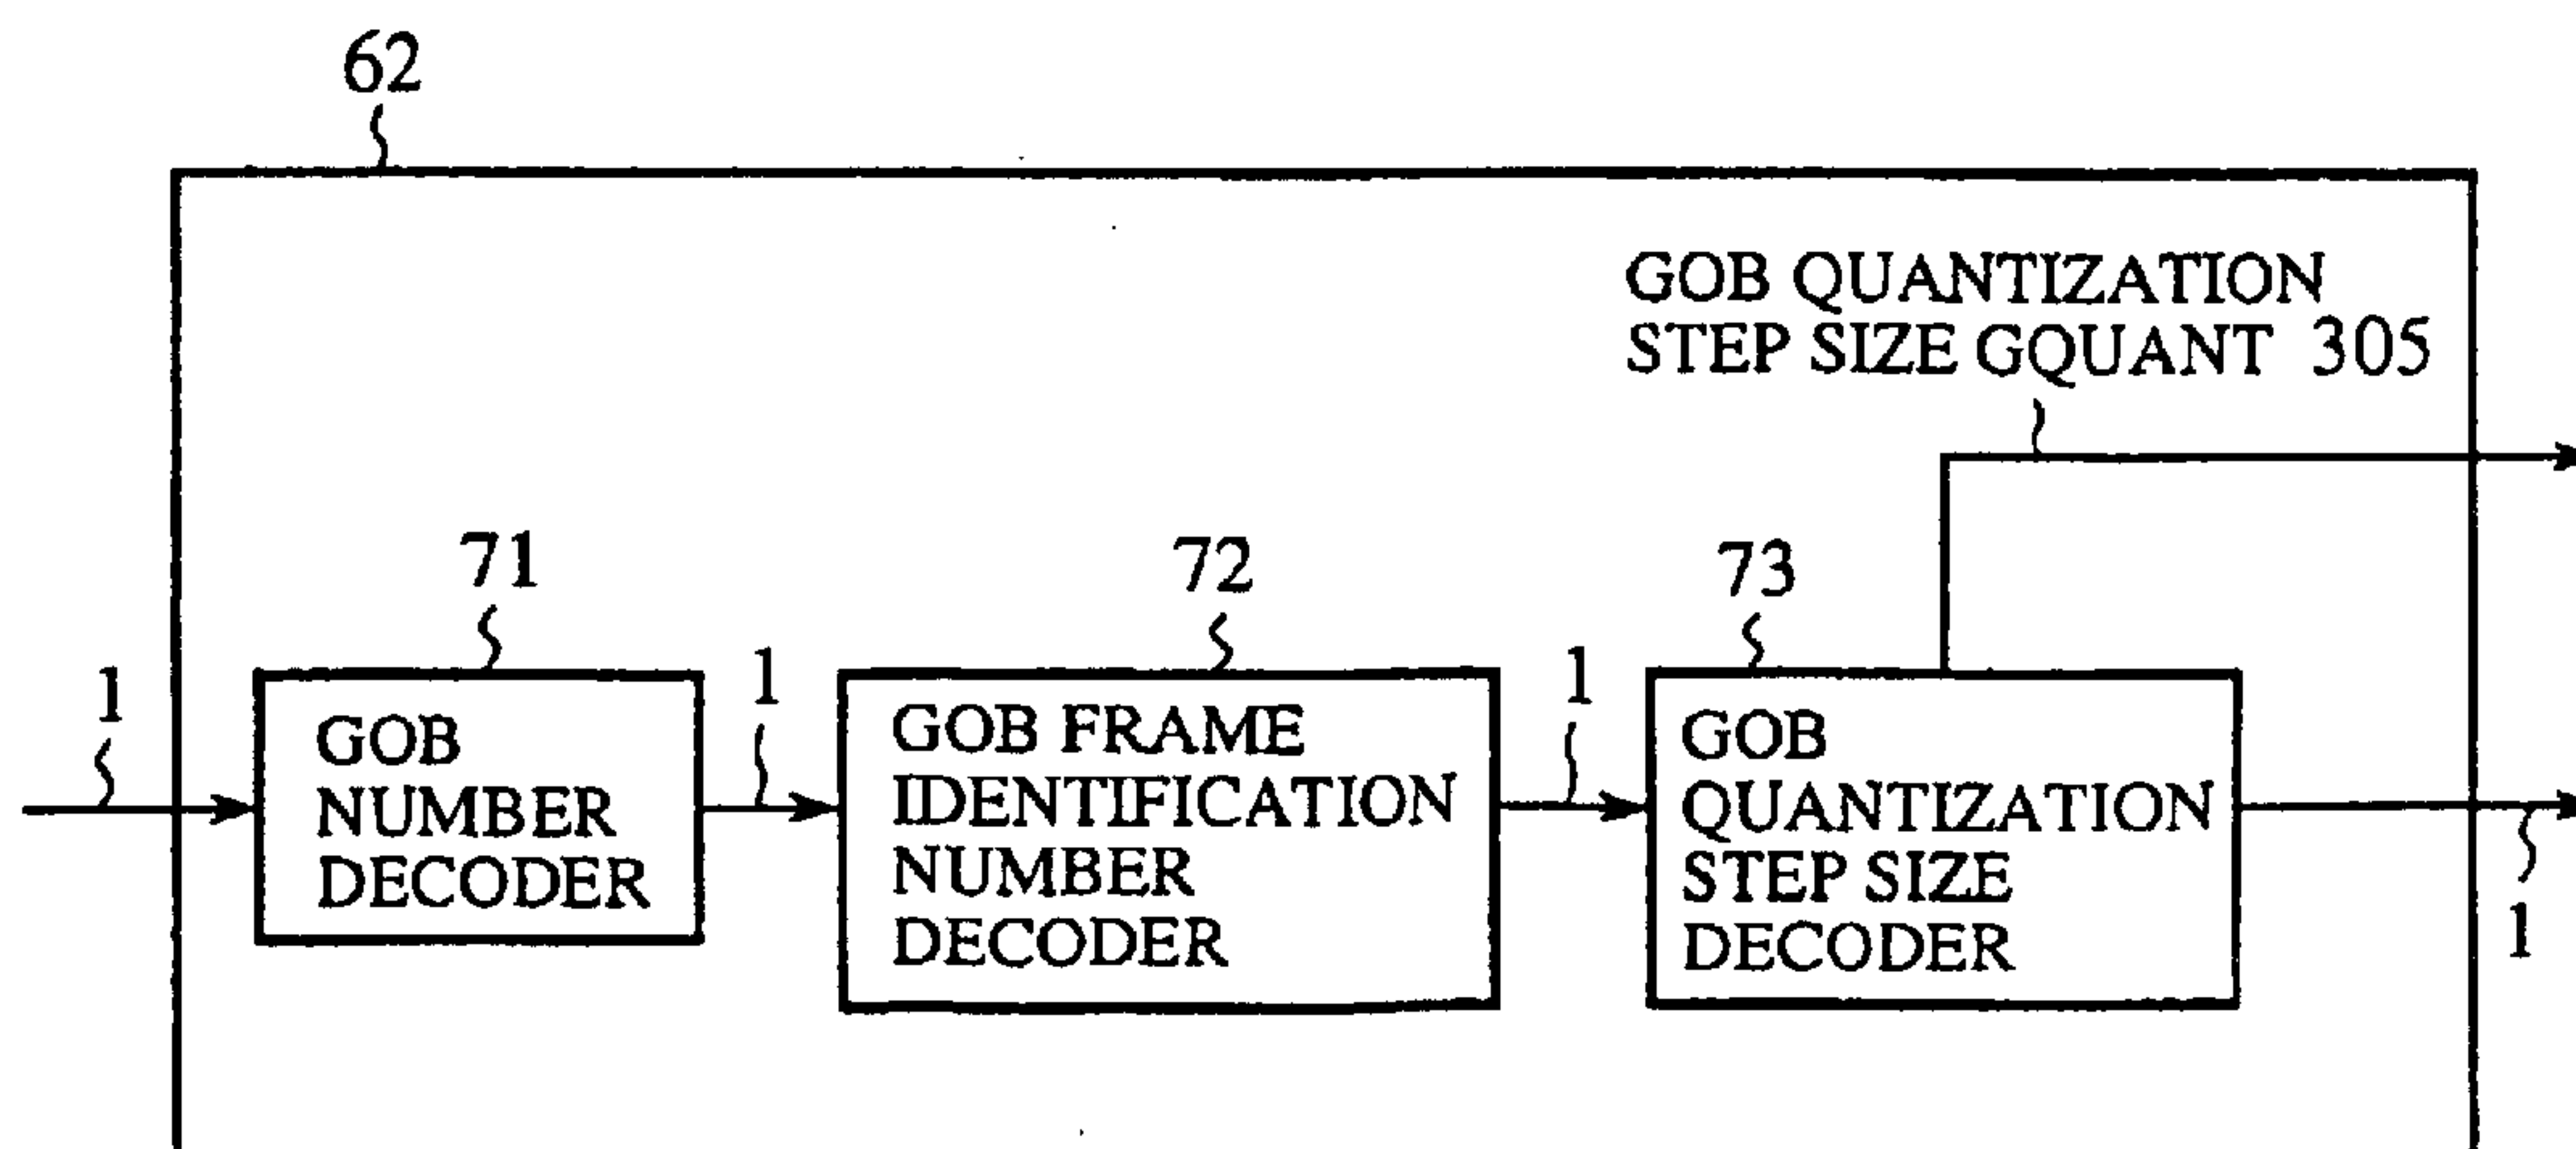 62
GOB QUANTIZATION
STEP SIZE GQUANT 305
71
72
73
1
1
1
GOB
NUMBER
DECODER
GOB FRAME
IDENTIFICATION
NUMBER
DECODER
GOB
QUANTIZATION
STEP SIZE
DECODER
1